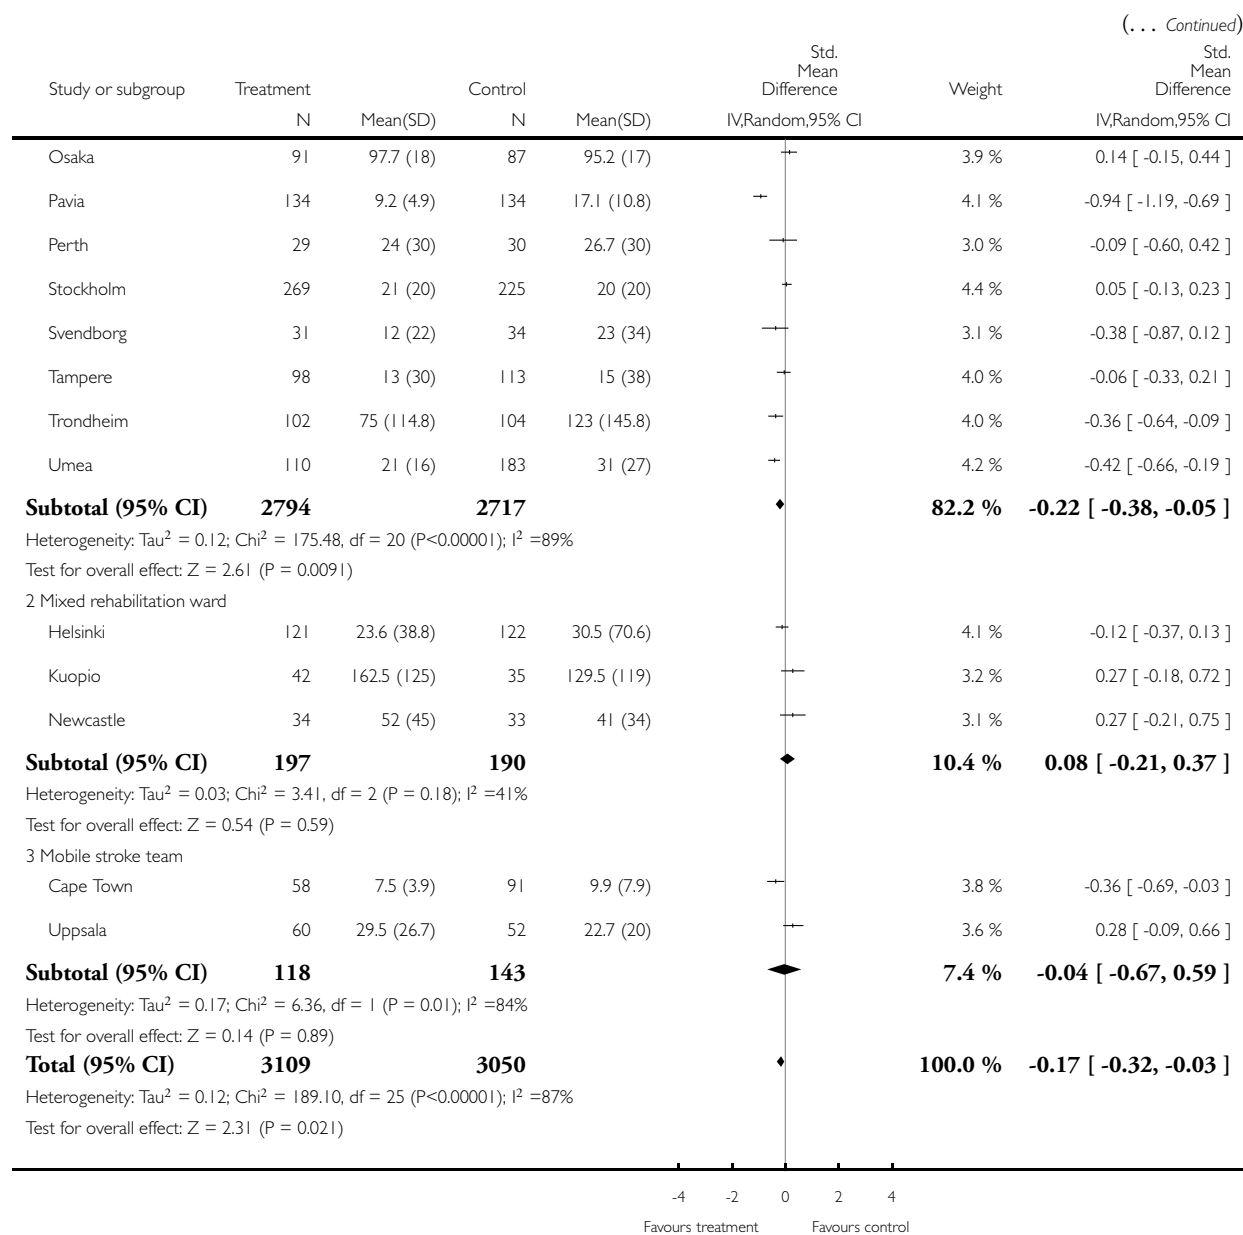 (... Continued)
Std. Std.
Mean Mean
Study or subgroup Treatment Control Difference Weight Difference
N Mean(SD) N Mean(SD) IV,Random,95% CI IV,Random,95% CI
Osaka 91 97.7 (18) 87 95.2 (17) 3.9 % 0.14 [ -0.15, 0.44 ]
Pavia 134 9.2 (4.9) 134 17.1 (10.8) 4.1 % -0.94 [ -1.19, -0.69 ]
Perth 29 24 (30) 30 26.7 (30) 3.0 % -0.09 [ -0.60, 0.42 ]
Stockholm 269 21 (20) 225 20 (20) 4.4 % 0.05 [ -0.13, 0.23 ]
Svendborg 31 12 (22) 34 23 (34) 3.1 % -0.38 [ -0.87, 0.12 ]
Tampere 98 13 (30) 113 15 (38) 4.0 % -0.06 [ -0.33, 0.21 ]
Trondheim 102 75 (114.8) 104 123 (145.8) 4.0 % -0.36 [ -0.64, -0.09 ]
Umea 110 21 (16) 183 31 (27) 4.2 % -0.42 [ -0.66, -0.19 ]
Subtotal (95% CI) 2794 2717 82.2 % -0.22 [ -0.38, -0.05 ]
Heterogeneity: Tau² = 0.12; Chi² = 175.48, df = 20 (P<0.00001); I² =89%
Test for overall effect: Z = 2.61 (P = 0.0091)
2 Mixed rehabilitation ward
Helsinki 121 23.6 (38.8) 122 30.5 (70.6) 4.1 % -0.12 [ -0.37, 0.13 ]
Kuopio 42 162.5 (125) 35 129.5 (119) 3.2 % 0.27 [ -0.18, 0.72 ]
Newcastle 34 52 (45) 33 41 (34) 3.1 % 0.27 [ -0.21, 0.75 ]
Subtotal (95% CI) 197 190 10.4 % 0.08 [ -0.21, 0.37 ]
Heterogeneity: Tau² = 0.03; Chi² = 3.41, df = 2 (P = 0.18); I² =41%
Test for overall effect: Z = 0.54 (P = 0.59)
3 Mobile stroke team
Cape Town 58 7.5 (3.9) 91 9.9 (7.9) 3.8 % -0.36 [ -0.69, -0.03 ]
Uppsala 60 29.5 (26.7) 52 22.7 (20) 3.6 % 0.28 [ -0.09, 0.66 ]
Subtotal (95% CI) 118 143 7.4 % -0.04 [ -0.67, 0.59 ]
Heterogeneity: Tau² = 0.17; Chi² = 6.36, df = 1 (P = 0.01); I² =84%
Test for overall effect: Z = 0.14 (P = 0.89)
Total (95% CI) 3109 3050 100.0 % -0.17 [ -0.32, -0.03 ]
Heterogeneity: Tau² = 0.12; Chi² = 189.10, df = 25 (P<0.00001); I² =87%
Test for overall effect: Z = 2.31 (P = 0.021)
-4 -2 0 2 4
Favours treatment Favours control